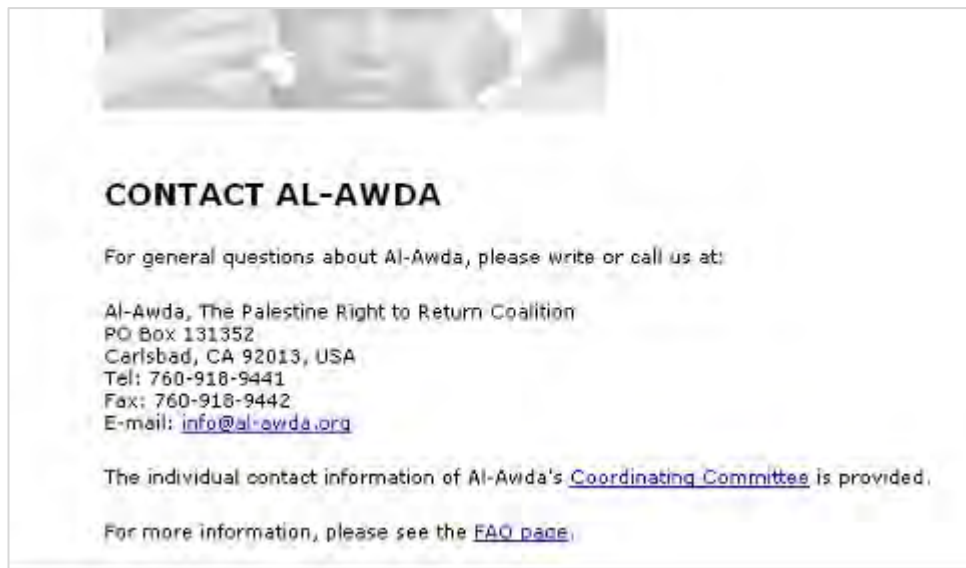 CONTACT AL-AWDA
For general questions about Al-Awda, please write or call us at:
Al-Awda, The Palestine Right to Return Coalition
PO Box 131352
Carlsbad, CA 92013, USA
Tel: 760-918-9441
Fax: 760-918-9442
E-mail: info@al-awda.org
The individual contact information of Al-Awda's Coordinating Committee is provided.
For more information, please see the FAQ page.